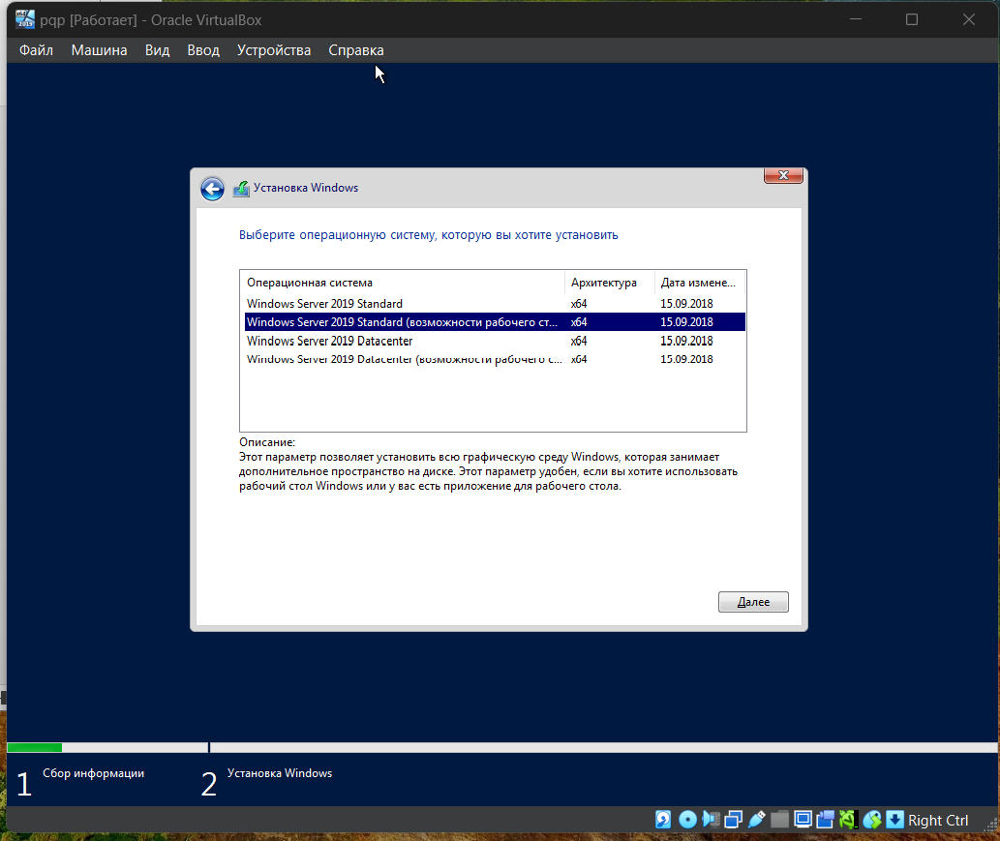 pqp [Работает] - Oracle VirtualBox
Файл Машина Вид Ввод Устройства Справка
Установка Windows
Выберите операционную систему, которую вы хотите установить
Операционная система Архитектура Дата измене...
Windows Server 2019 Standard x64 15.09.2018
Windows Server 2019 Standard (возможности рабочего ст... x64 15.09.2018
Windows Server 2019 Datacenter x64 15.09.2018
Windows Server 2019 Datacenter (возможности рабочего с... x64 15.09.2018
Описание:
Этот параметр позволяет установить всю графическую среду Windows, которая занимает
дополнительное пространство на диске. Этот параметр удобен, если вы хотите использовать
рабочий стол Windows или у вас есть приложение для рабочего стола.
Далее
1 Сбор информации 2 Установка Windows
Right Ctrl